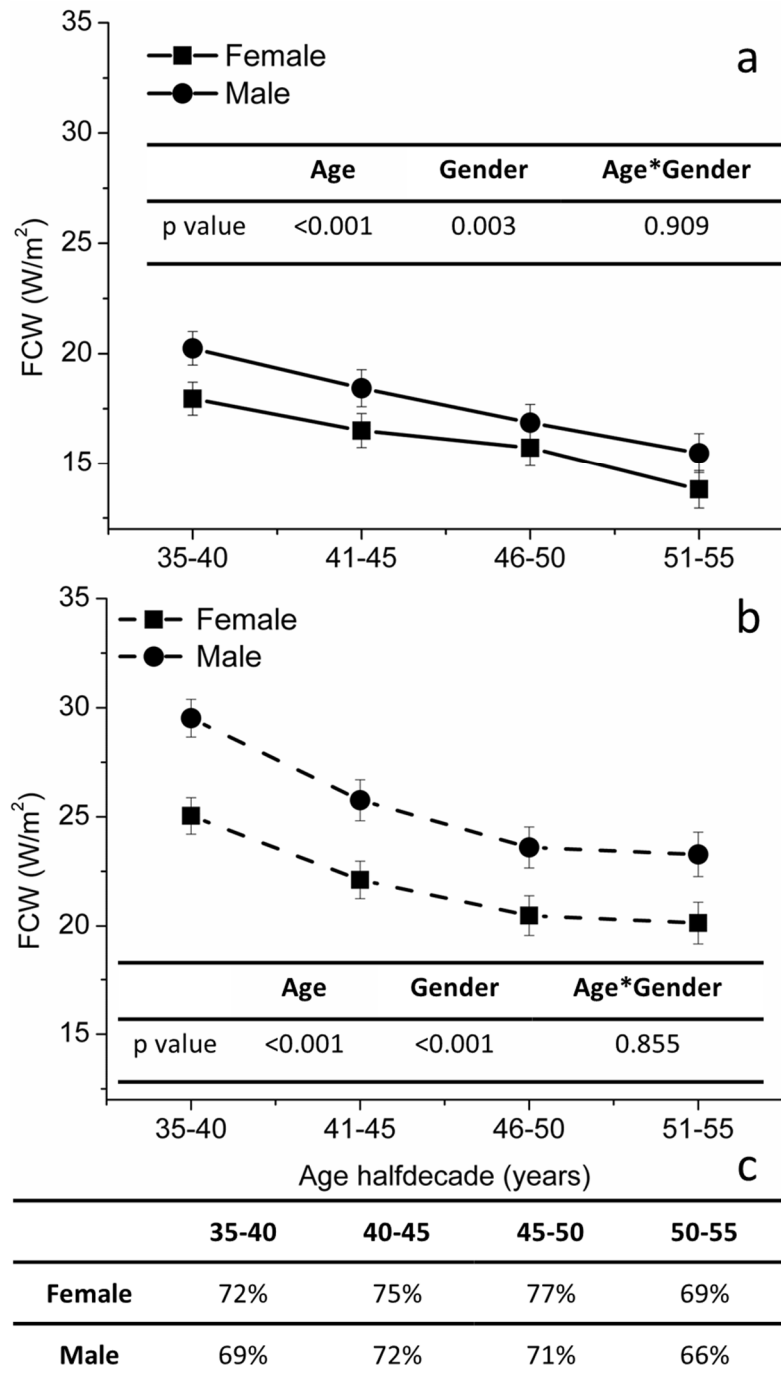 35
Female
a
Male
30
Age Gender Age*Gender
p value <0.001 0.003 0.909
25
FCW (W/m²)
20
15
35-40 41-45 46-50 51-55
35
Female
b
Male
30
25
FCW (W/m²)
20
Age Gender Age*Gender
15
p value <0.001 <0.001 0.855
35-40 41-45 46-50 51-55
Age halfdecade (years)
c
35-40 40-45 45-50 50-55
Female 72% 75% 77% 69%
Male 69% 72% 71% 66%